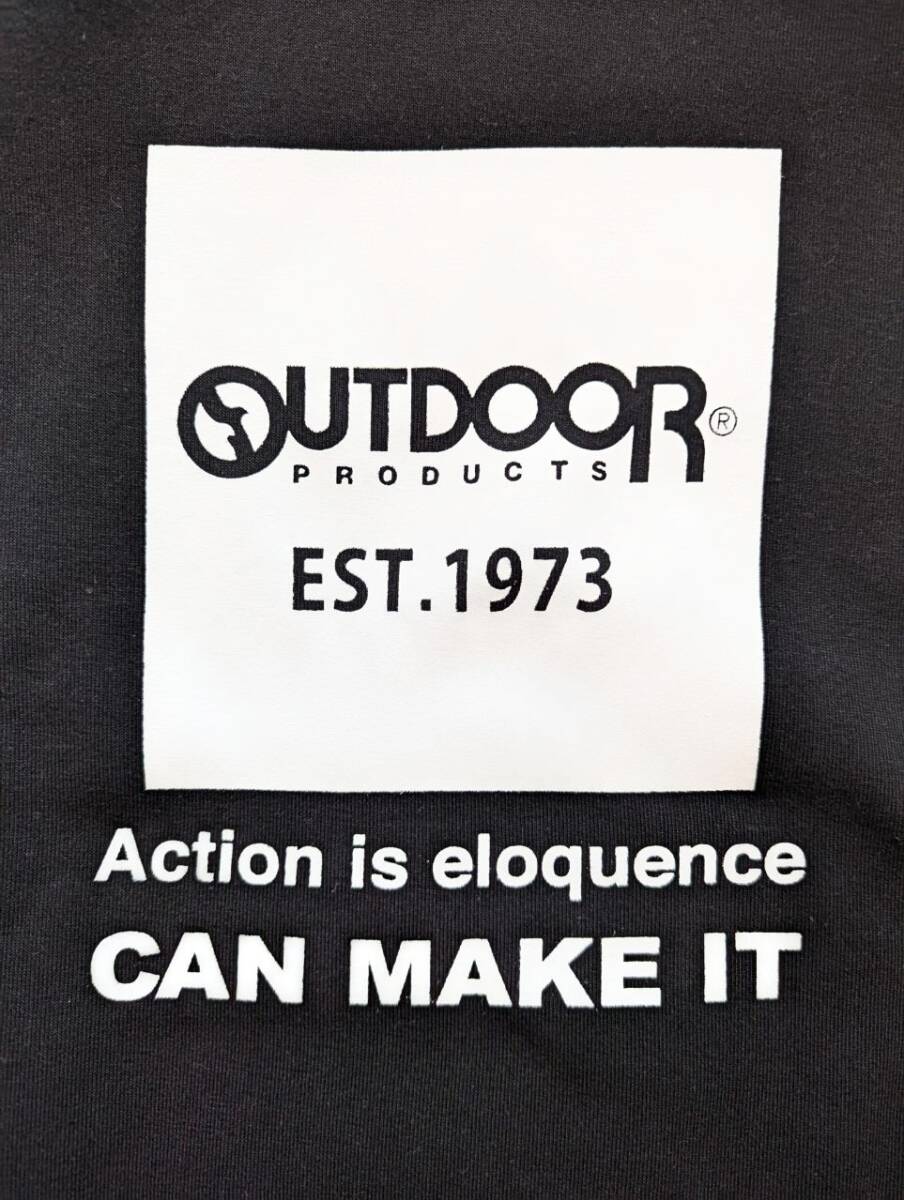 OUTDOOR®
PRODUCTS
EST.1973
Action is eloquence
CAN MAKE IT